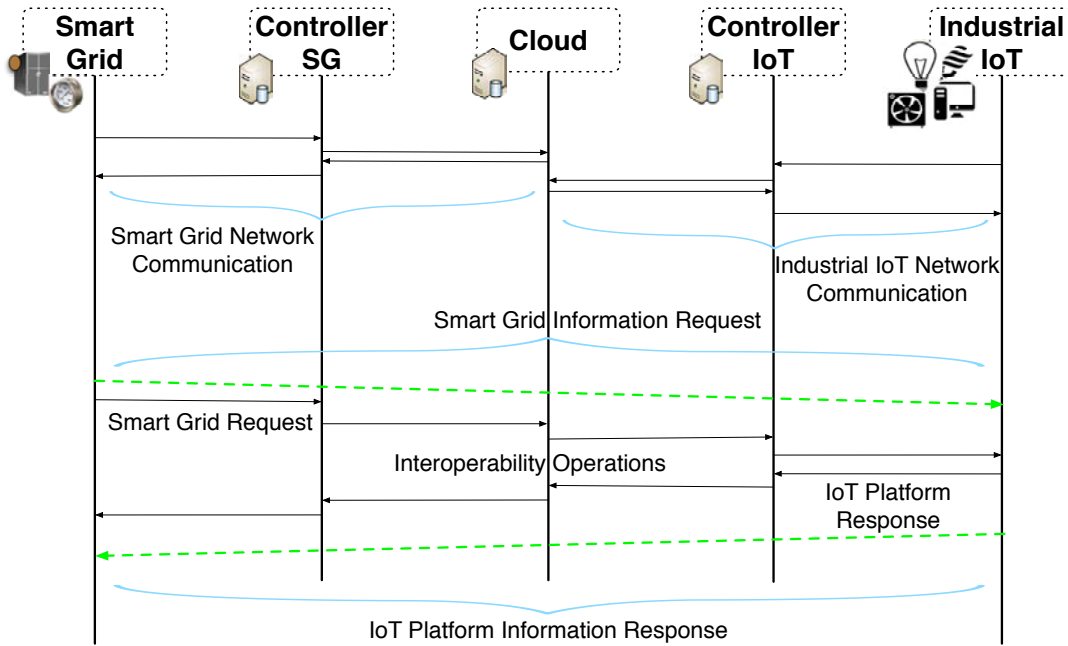 Smart
Grid
Controller
SG
Cloud
Controller
IoT
Industrial
IoT
Smart Grid Network
Communication
Industrial IoT Network
Communication
Smart Grid Information Request
Smart Grid Request
Interoperability Operations
IoT Platform
Response
IoT Platform Information Response